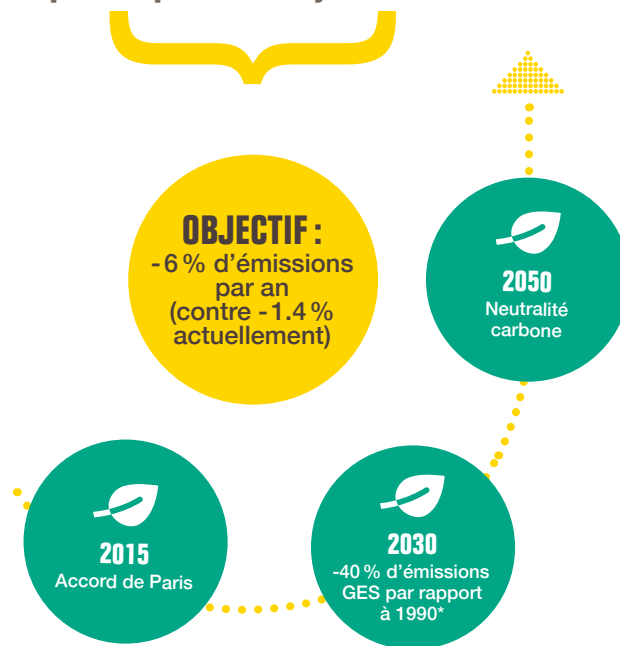 OBJECTIF :
- 6 % d'émissions
par an
(contre - 1.4 %
actuellement)
2050
Neutralité
carbone
2015
Accord de Paris
2030
-40 % d'émissions
GES par rapport
à 1990*